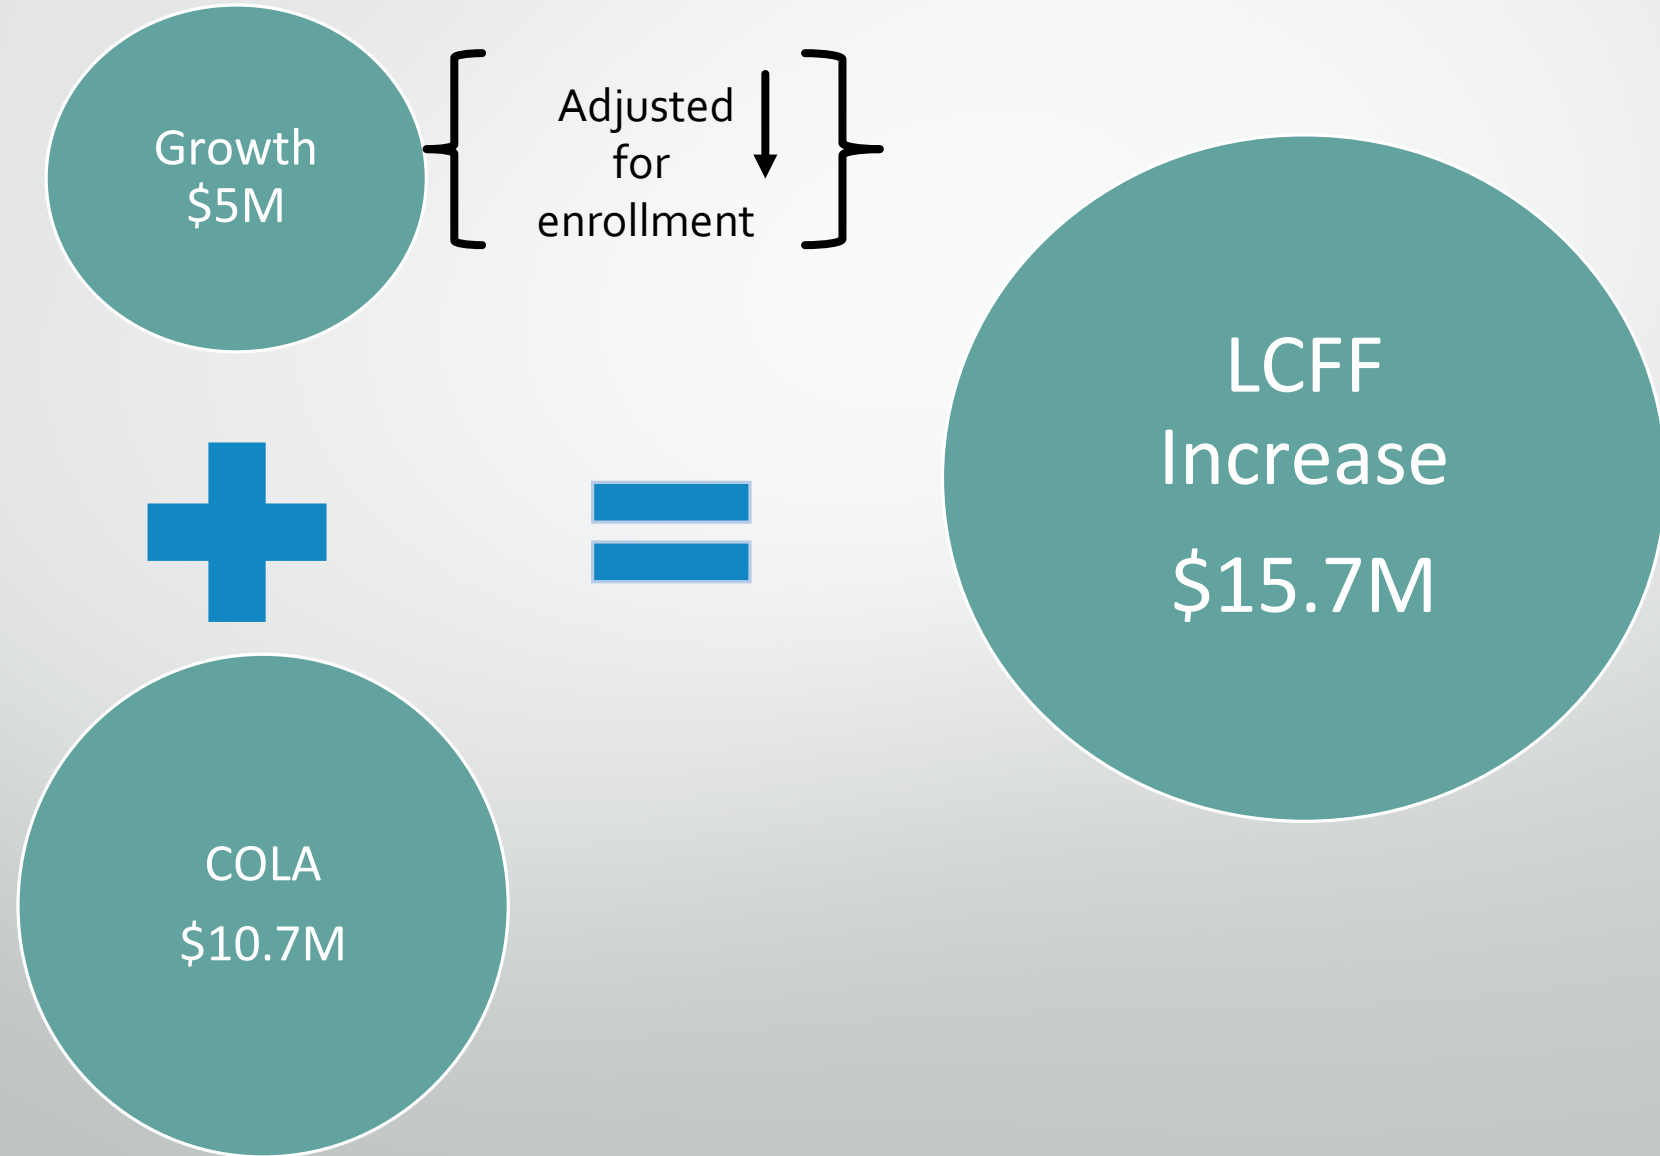 Growth
$5M
Adjusted
for
enrollment
LCFF
Increase
$15.7M
COLA
$10.7M